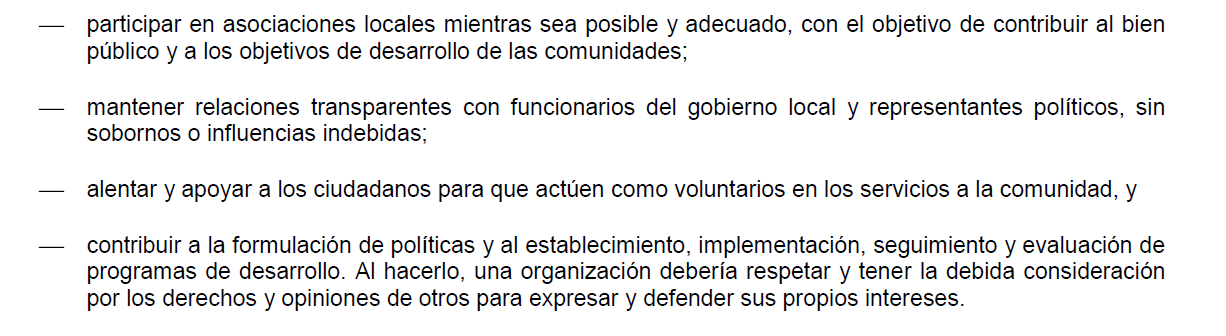 — participar en asociaciones locales mientras sea posible y adecuado, con el objetivo de contribuir al bien
público y a los objetivos de desarrollo de las comunidades;
— mantener relaciones transparentes con funcionarios del gobierno local y representantes políticos, sin
sobornos o influencias indebidas;
— alentar y apoyar a los ciudadanos para que actúen como voluntarios en los servicios a la comunidad, y
— contribuir a la formulación de políticas y al establecimiento, implementación, seguimiento y evaluación de
programas de desarrollo. Al hacerlo, una organización debería respetar y tener la debida consideración
por los derechos y opiniones de otros para expresar y defender sus propios intereses.